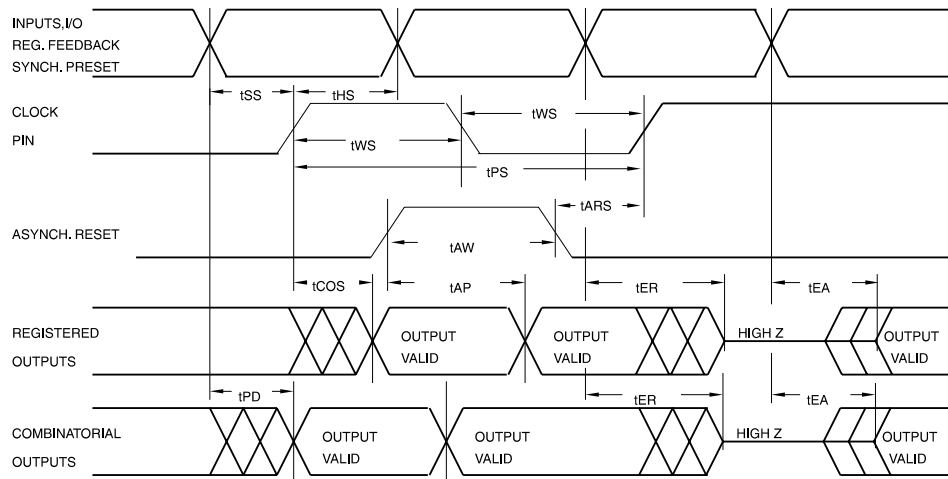 INPUTS,I/O
REG. FEEDBACK
SYNCH. PRESET
tSS
tHS
CLOCK
PIN
tWS
tWS
tPS
tARS
ASYNCH. RESET
tAW
tCOS
tAP
tER
tEA
REGISTERED
OUTPUTS
OUTPUT
VALID
OUTPUT
VALID
HIGH Z
OUTPUT
VALID
tPD
tER
tEA
COMBINATORIAL
OUTPUTS
OUTPUT
VALID
OUTPUT
VALID
HIGH Z
OUTPUT
VALID